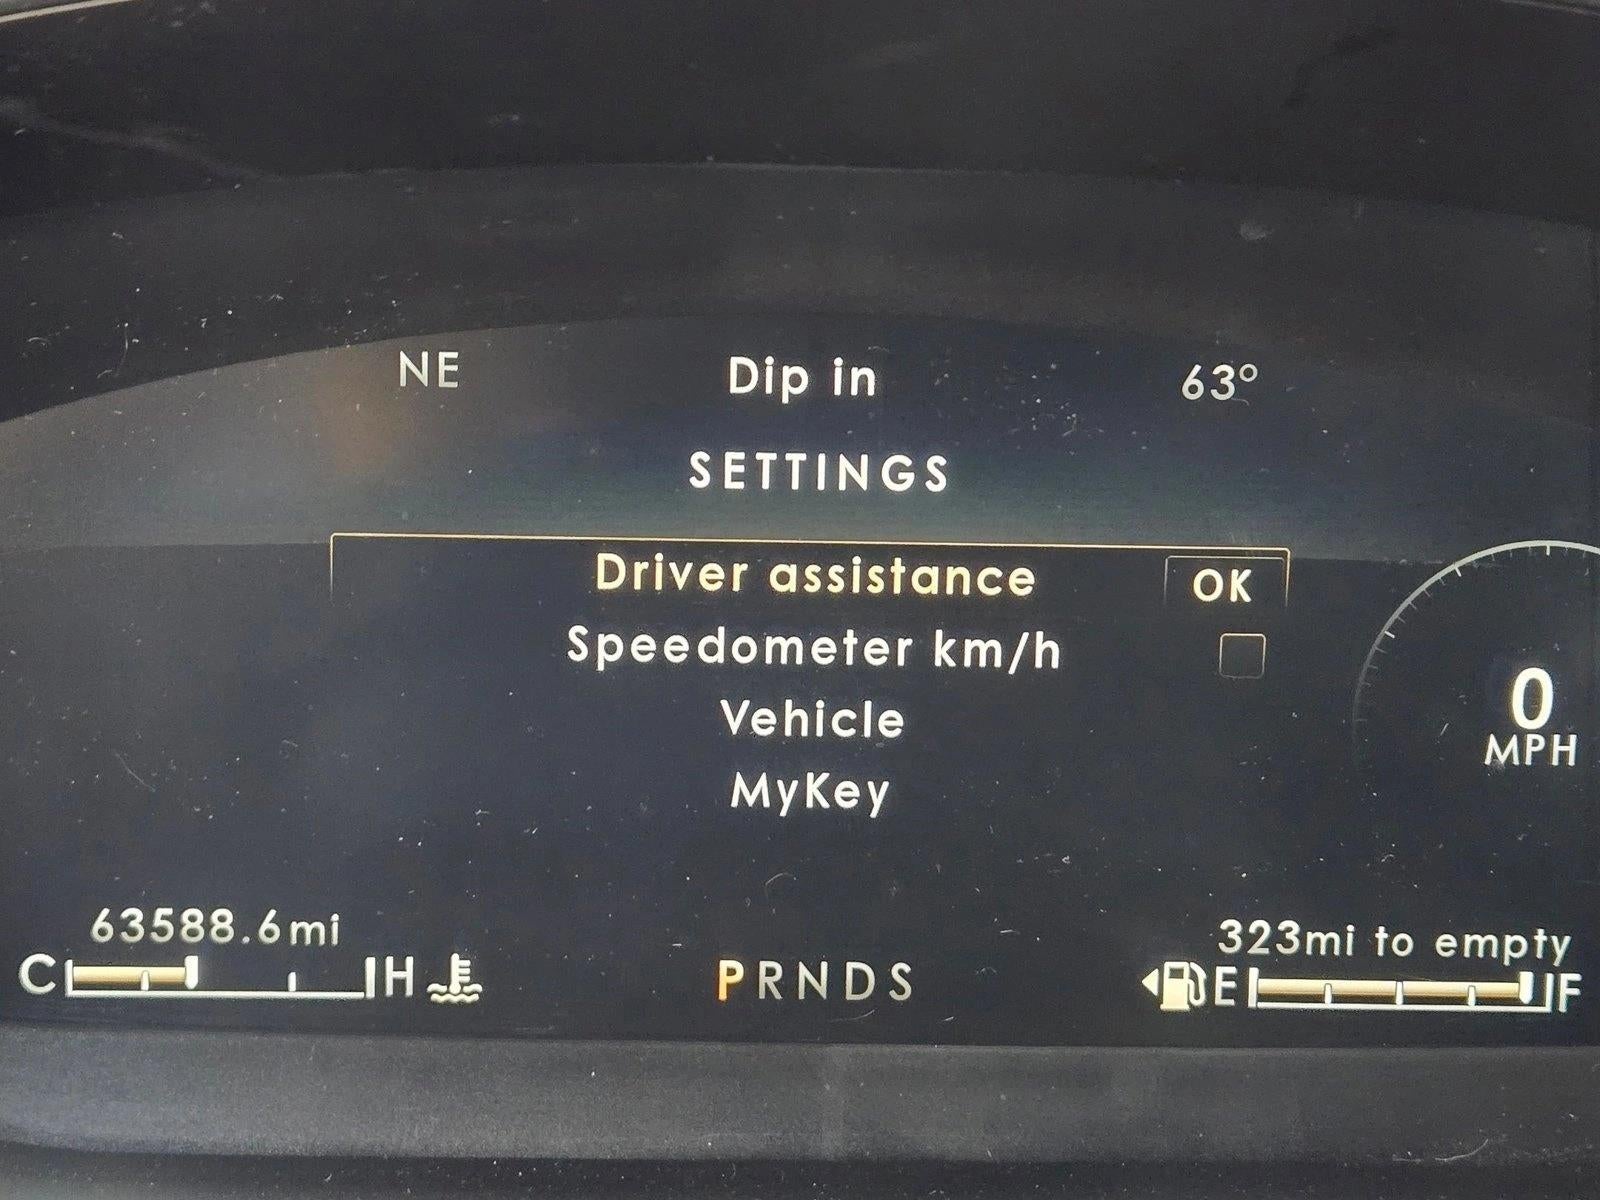 NE Dip in 63°
SETTINGS
Driver assistance OK
Speedometer km/h
Vehicle
MyKey
0
MPH
63588.6mi
323mi to empty
C H
PRNDS
E F